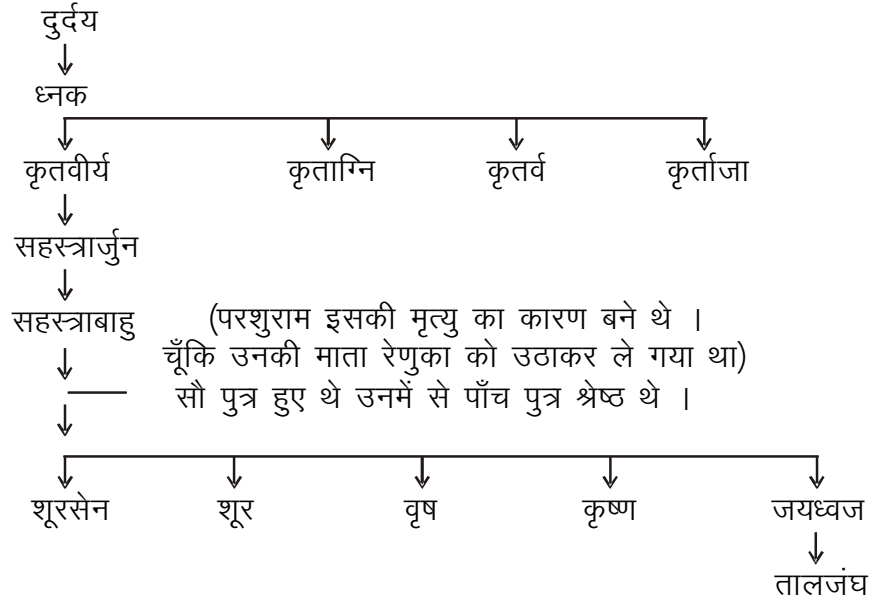 दुर्दय
ध्नक
कृतवीर्य कृताग्नि कृतर्व कृर्ताजा
सहस्त्रार्जुन
सहस्त्राबाहु (परशुराम इसकी मृत्यु का कारण बने थे ।
चूँकि उनकी माता रेणुका को उठाकर ले गया था)
सौ पुत्र हुए थे उनमें से पाँच पुत्र श्रेष्ठ थे ।
शूरसेन शूर वृष कृष्ण जयध्वज
तालजंघ